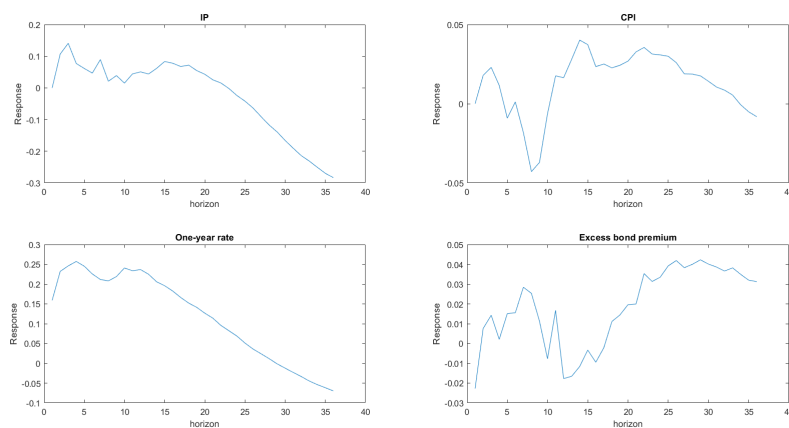 IP
0.2
0.1
0
-0.1
-0.2
-0.3
Response
0 5 10 15 20 25 30 35 40
horizon
CPI
0.05
0
-0.05
Response
0 5 10 15 20 25 30 35 4
horizon
One-year rate
0.3
0.25
0.2
0.15
0.1
0.05
0
-0.05
-0.1
Response
0 5 10 15 20 25 30 35 40
horizon
Excess bond premium
0.05
0.04
0.03
0.02
0.01
0
-0.01
-0.02
-0.03
Response
0 5 10 15 20 25 30 35 4
horizon